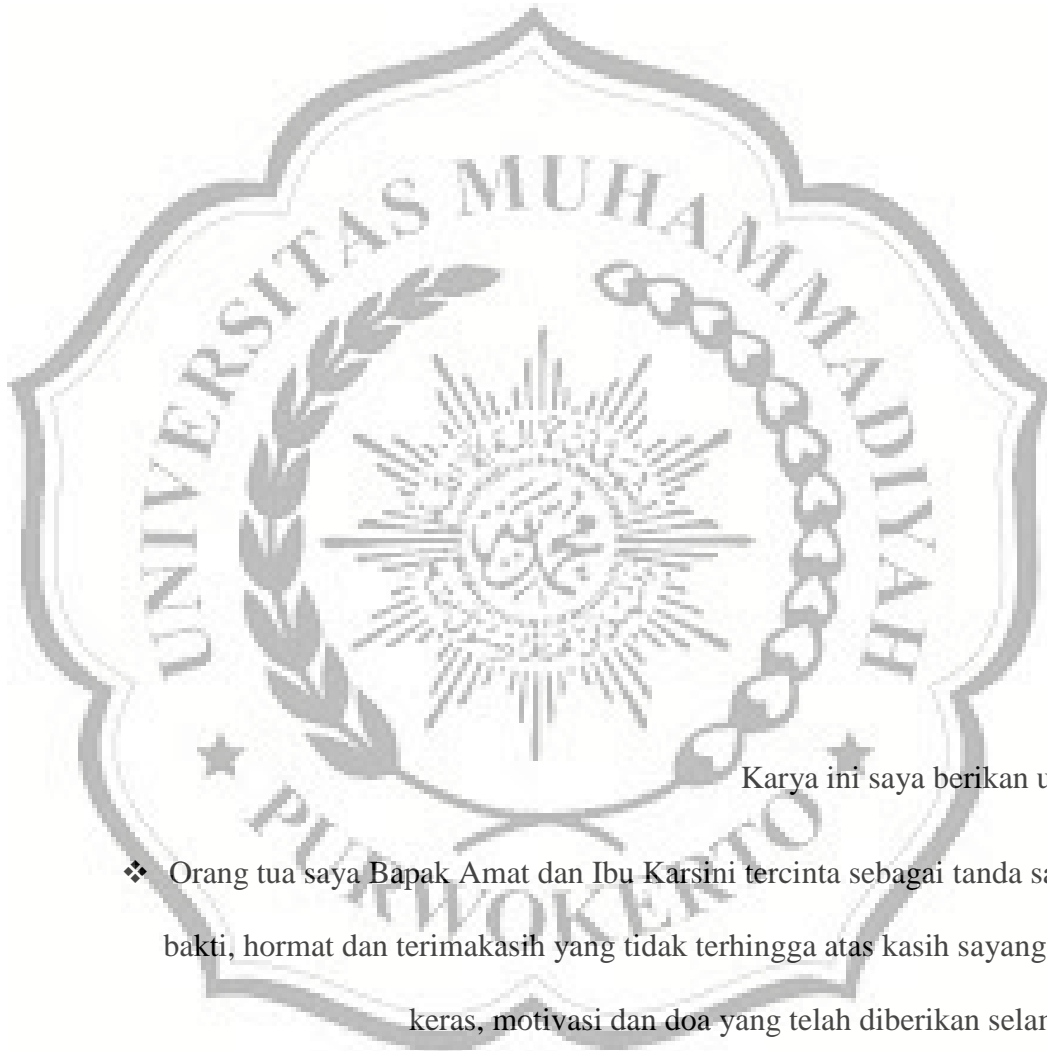 UNIVERSITAS MUHAMMADIYAH
PURWOKERTO
Karya ini saya berikan u
❖ Orang tua saya Bapak Amat dan Ibu Karsini tercinta sebagai tanda sa
bakti, hormat dan terimakasih yang tidak terhingga atas kasih sayang
keras, motivasi dan doa yang telah diberikan selam